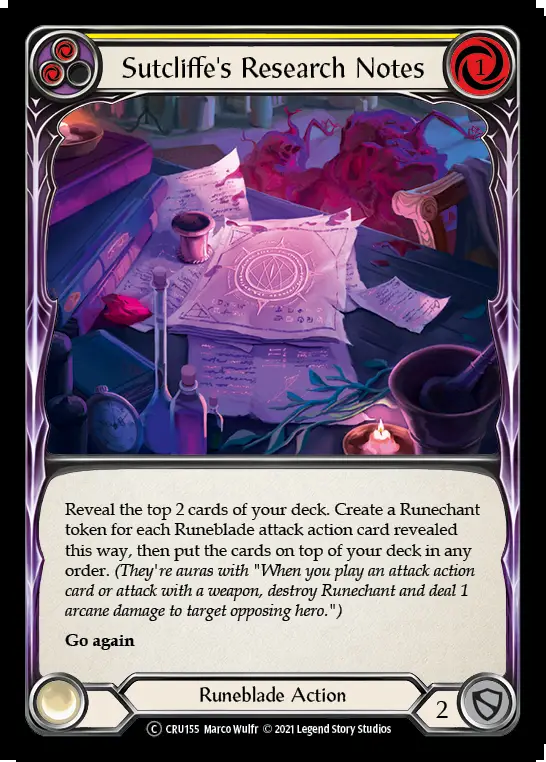 Sutcliffe's Research Notes
1
Reveal the top 2 cards of your deck. Create a Runechant
token for each Runeblade attack action card revealed
this way, then put the cards on top of your deck in any
order. (They're auras with "When you play an attack action
card or attack with a weapon, destroy Runechant and deal 1
arcane damage to target opposing hero.")
Go again
Runeblade Action
2
C CRU155 Marco Wulfr © 2021 Legend Story Studios